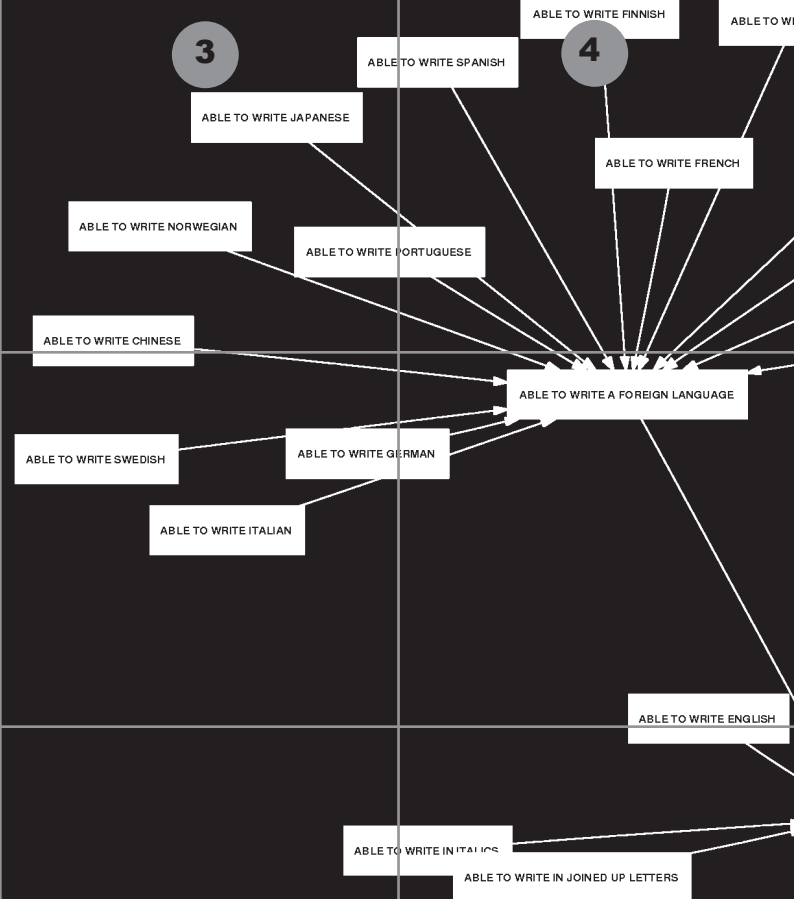 ABLE TO WRITE FINNISH
ABLE TO
3
4
ABLE TO WRITE SPANISH
ABLE TO WRITE JAPANESE
ABLE TO WRITE FRENCH
ABLE TO WRITE NORWEGIAN
ABLE TO WRITE PORTUGUESE
ABLE TO WRITE CHINESE
ABLE TO WRITE A FOREIGN LANGUAGE
ABLE TO WRITE GERMAN
ABLE TO WRITE SWEDISH
ABLE TO WRITE ITALIAN
ABLE TO WRITE ENGLISH
ABLE TO WRITE IN ITALICS
ABLE TO WRITE IN JOINED UP LETTERS